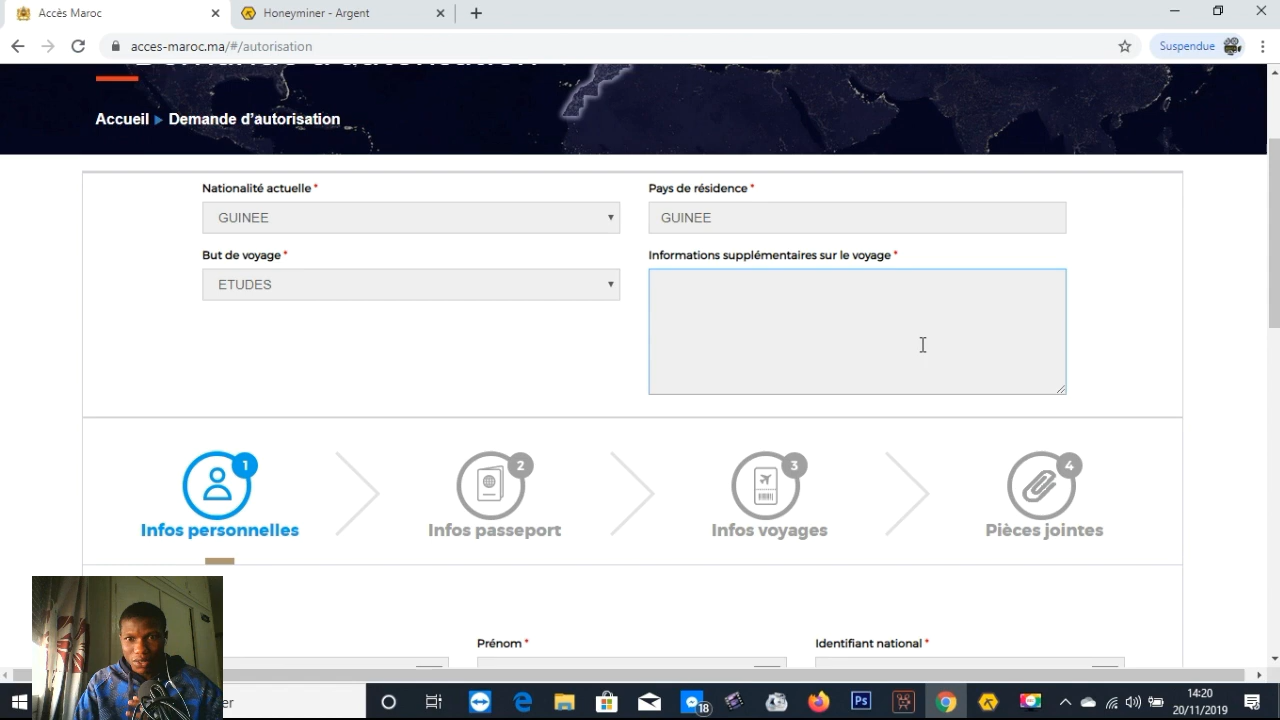 Accès Maroc
Honeyminer - Argent
acces-maroc.ma/#/autorisation
Suspendue
Accueil Demande d'autorisation
Nationalité actuelle *
Pays de résidence *
GUINEE
GUINEE
But de voyage *
Informations supplémentaires sur le voyage *
ETUDES
1
2
3
4
Infos personnelles
Infos passeport
Infos voyages
Pièces jointes
Prénom *
Identifiant national *
18
Ps
14:20
20/11/2019